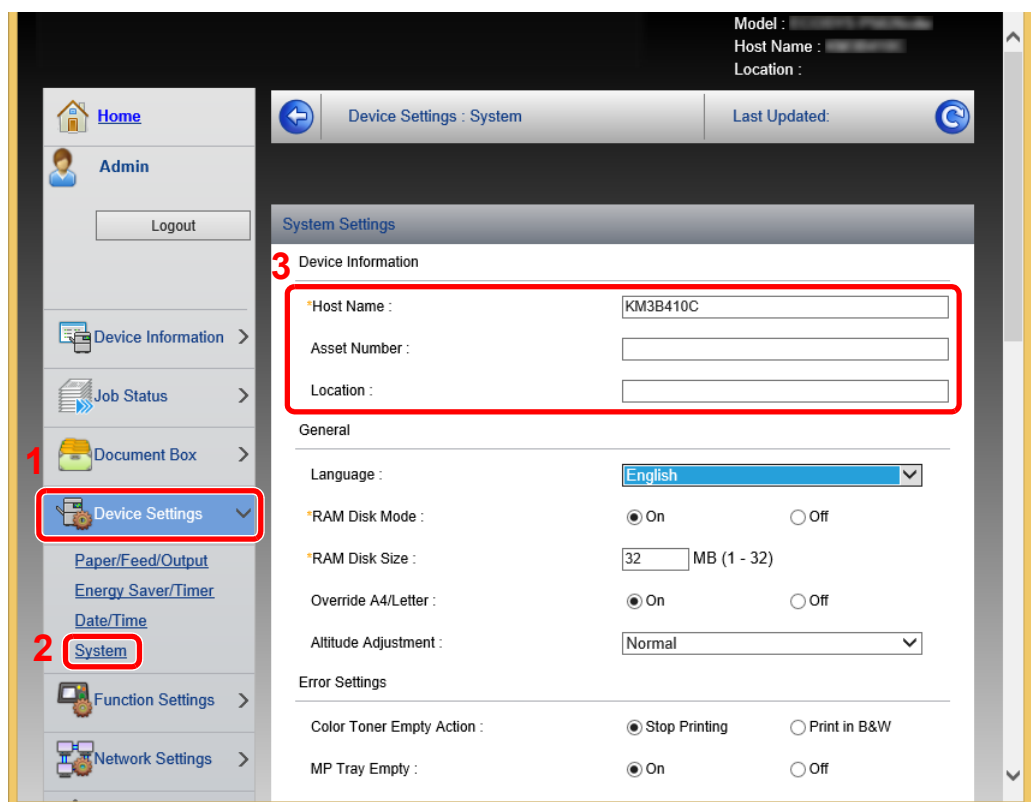 Model :
Host Name :
Location :
Home
Device Settings : System
Last Updated:
Admin
Logout
System Settings
3
Device Information
*Host Name :
KM3B410C
Asset Number :
Location :
Device Information
Job Status
General
1
Document Box
Language :
English
Device Settings
*RAM Disk Mode :
On
Off
Paper/Feed/Output
*RAM Disk Size :
32
MB (1 - 32)
Energy Saver/Timer
Override A4/Letter :
On
Off
Date/Time
2
System
Altitude Adjustment :
Normal
Error Settings
Function Settings
Color Toner Empty Action :
Stop Printing
Print in B&W
Network Settings
MP Tray Empty :
On
Off